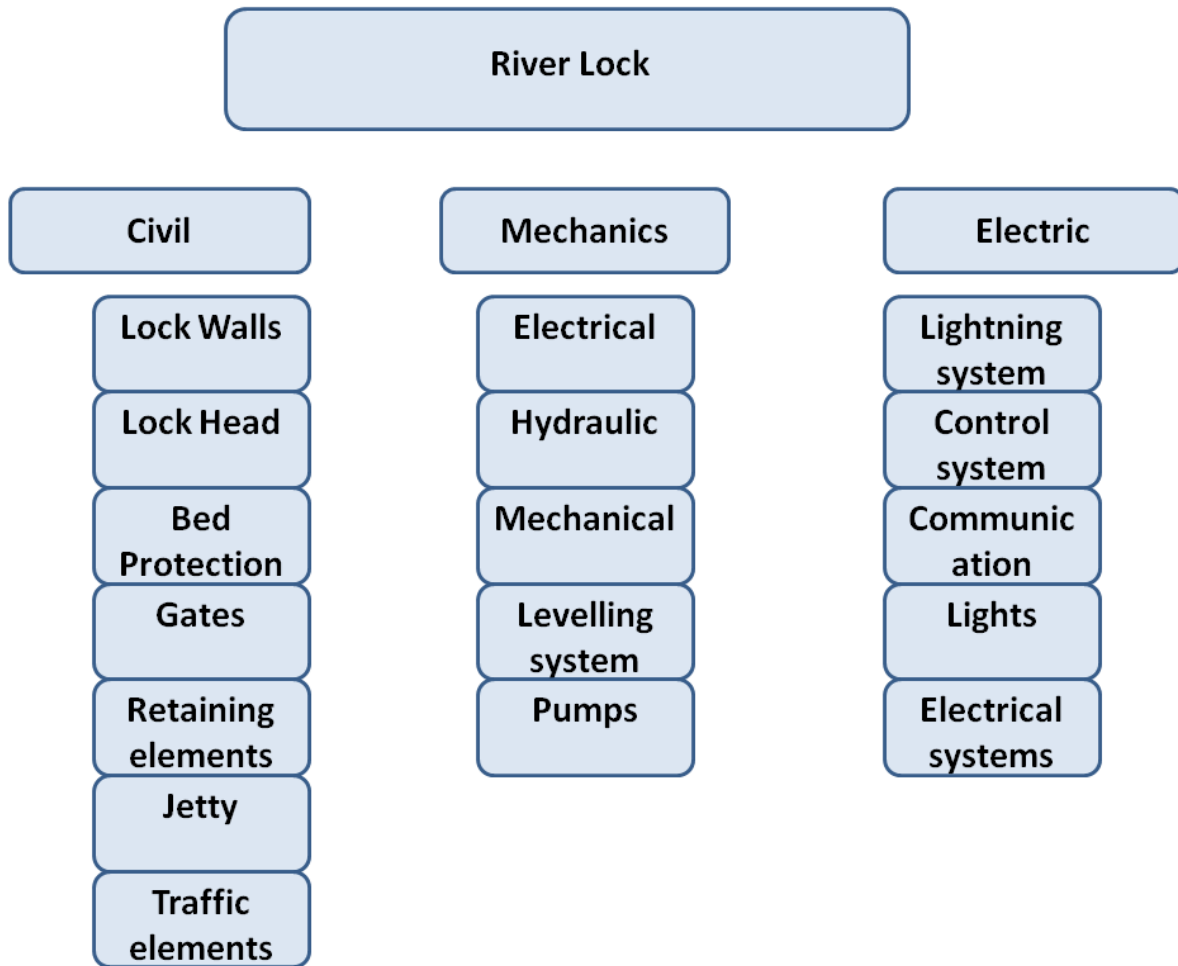 River Lock
Civil
Mechanics
Electric
Lock Walls
Lock Head
Bed
Protection
Gates
Retaining
elements
Jetty
Traffic
elements
Electrical
Hydraulic
Mechanical
Levelling
system
Pumps
Lightning
system
Control
system
Communic
ation
Lights
Electrical
systems